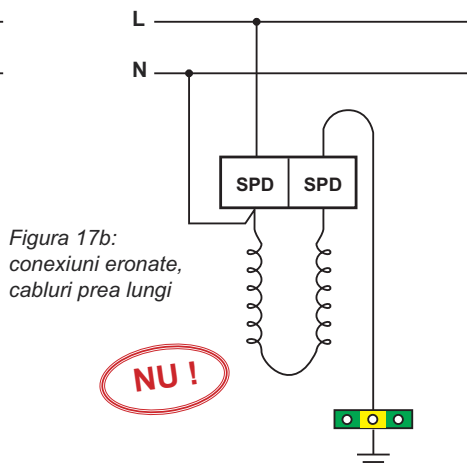 L
N
SPD SPD
Figura 17b:
conexiuni eronate,
cabluri prea lungi
NU !